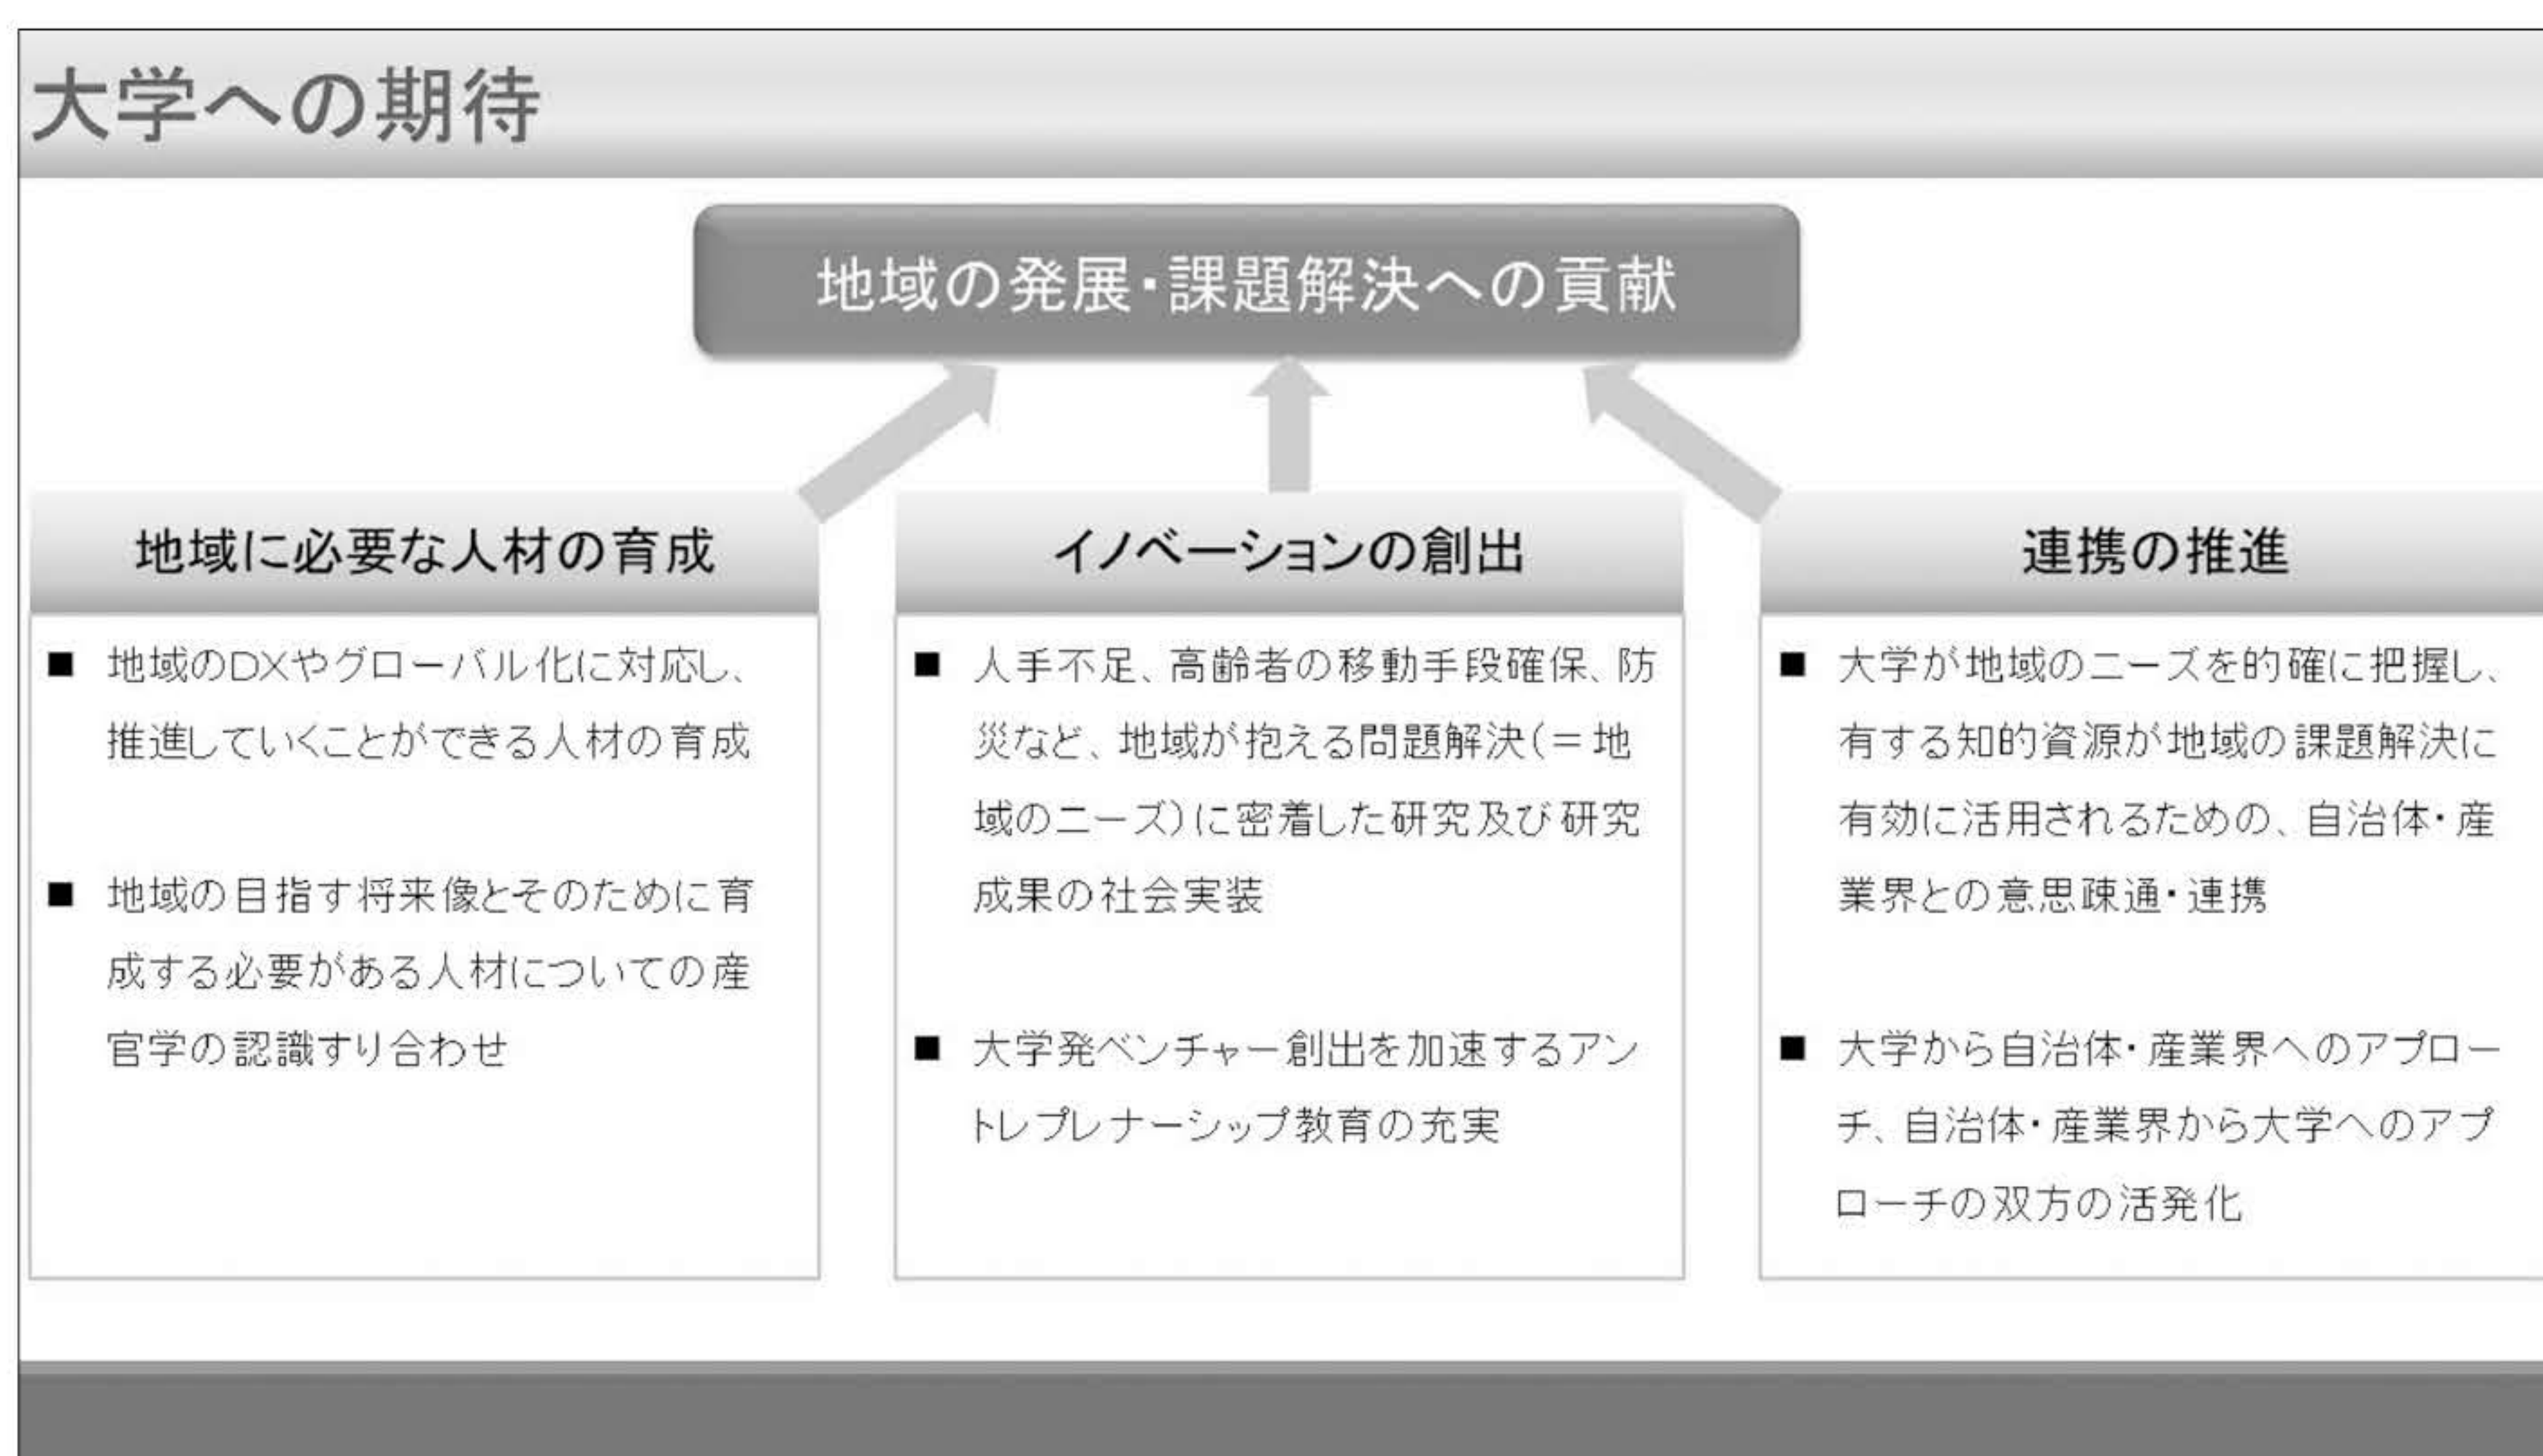 大学への期待
地域の発展・課題解決への貢献
地域に必要な人材の育成
■ 地域のDXやグローバル化に対応し、
推進していくことができる人材の育成
■ 地域の目指す将来像とそのために育
成する必要がある人材についての産
官学の認識すり合わせ
イノベーションの創出
■ 人手不足、高齢者の移動手段確保、防
災など、地域が抱える問題解決(=地
域のニーズ)に密着した研究及び研究
成果の社会実装
■ 大学発ベンチャー創出を加速するアン
トレプレナーシップ教育の充実
連携の推進
■ 大学が地域のニーズを的確に把握し、
有する知的資源が地域の課題解決に
有効に活用されるための、自治体・産
業界との意思疎通・連携
■ 大学から自治体・産業界へのアプロー
チ、自治体・産業界から大学へのアプ
ローチの双方の活発化